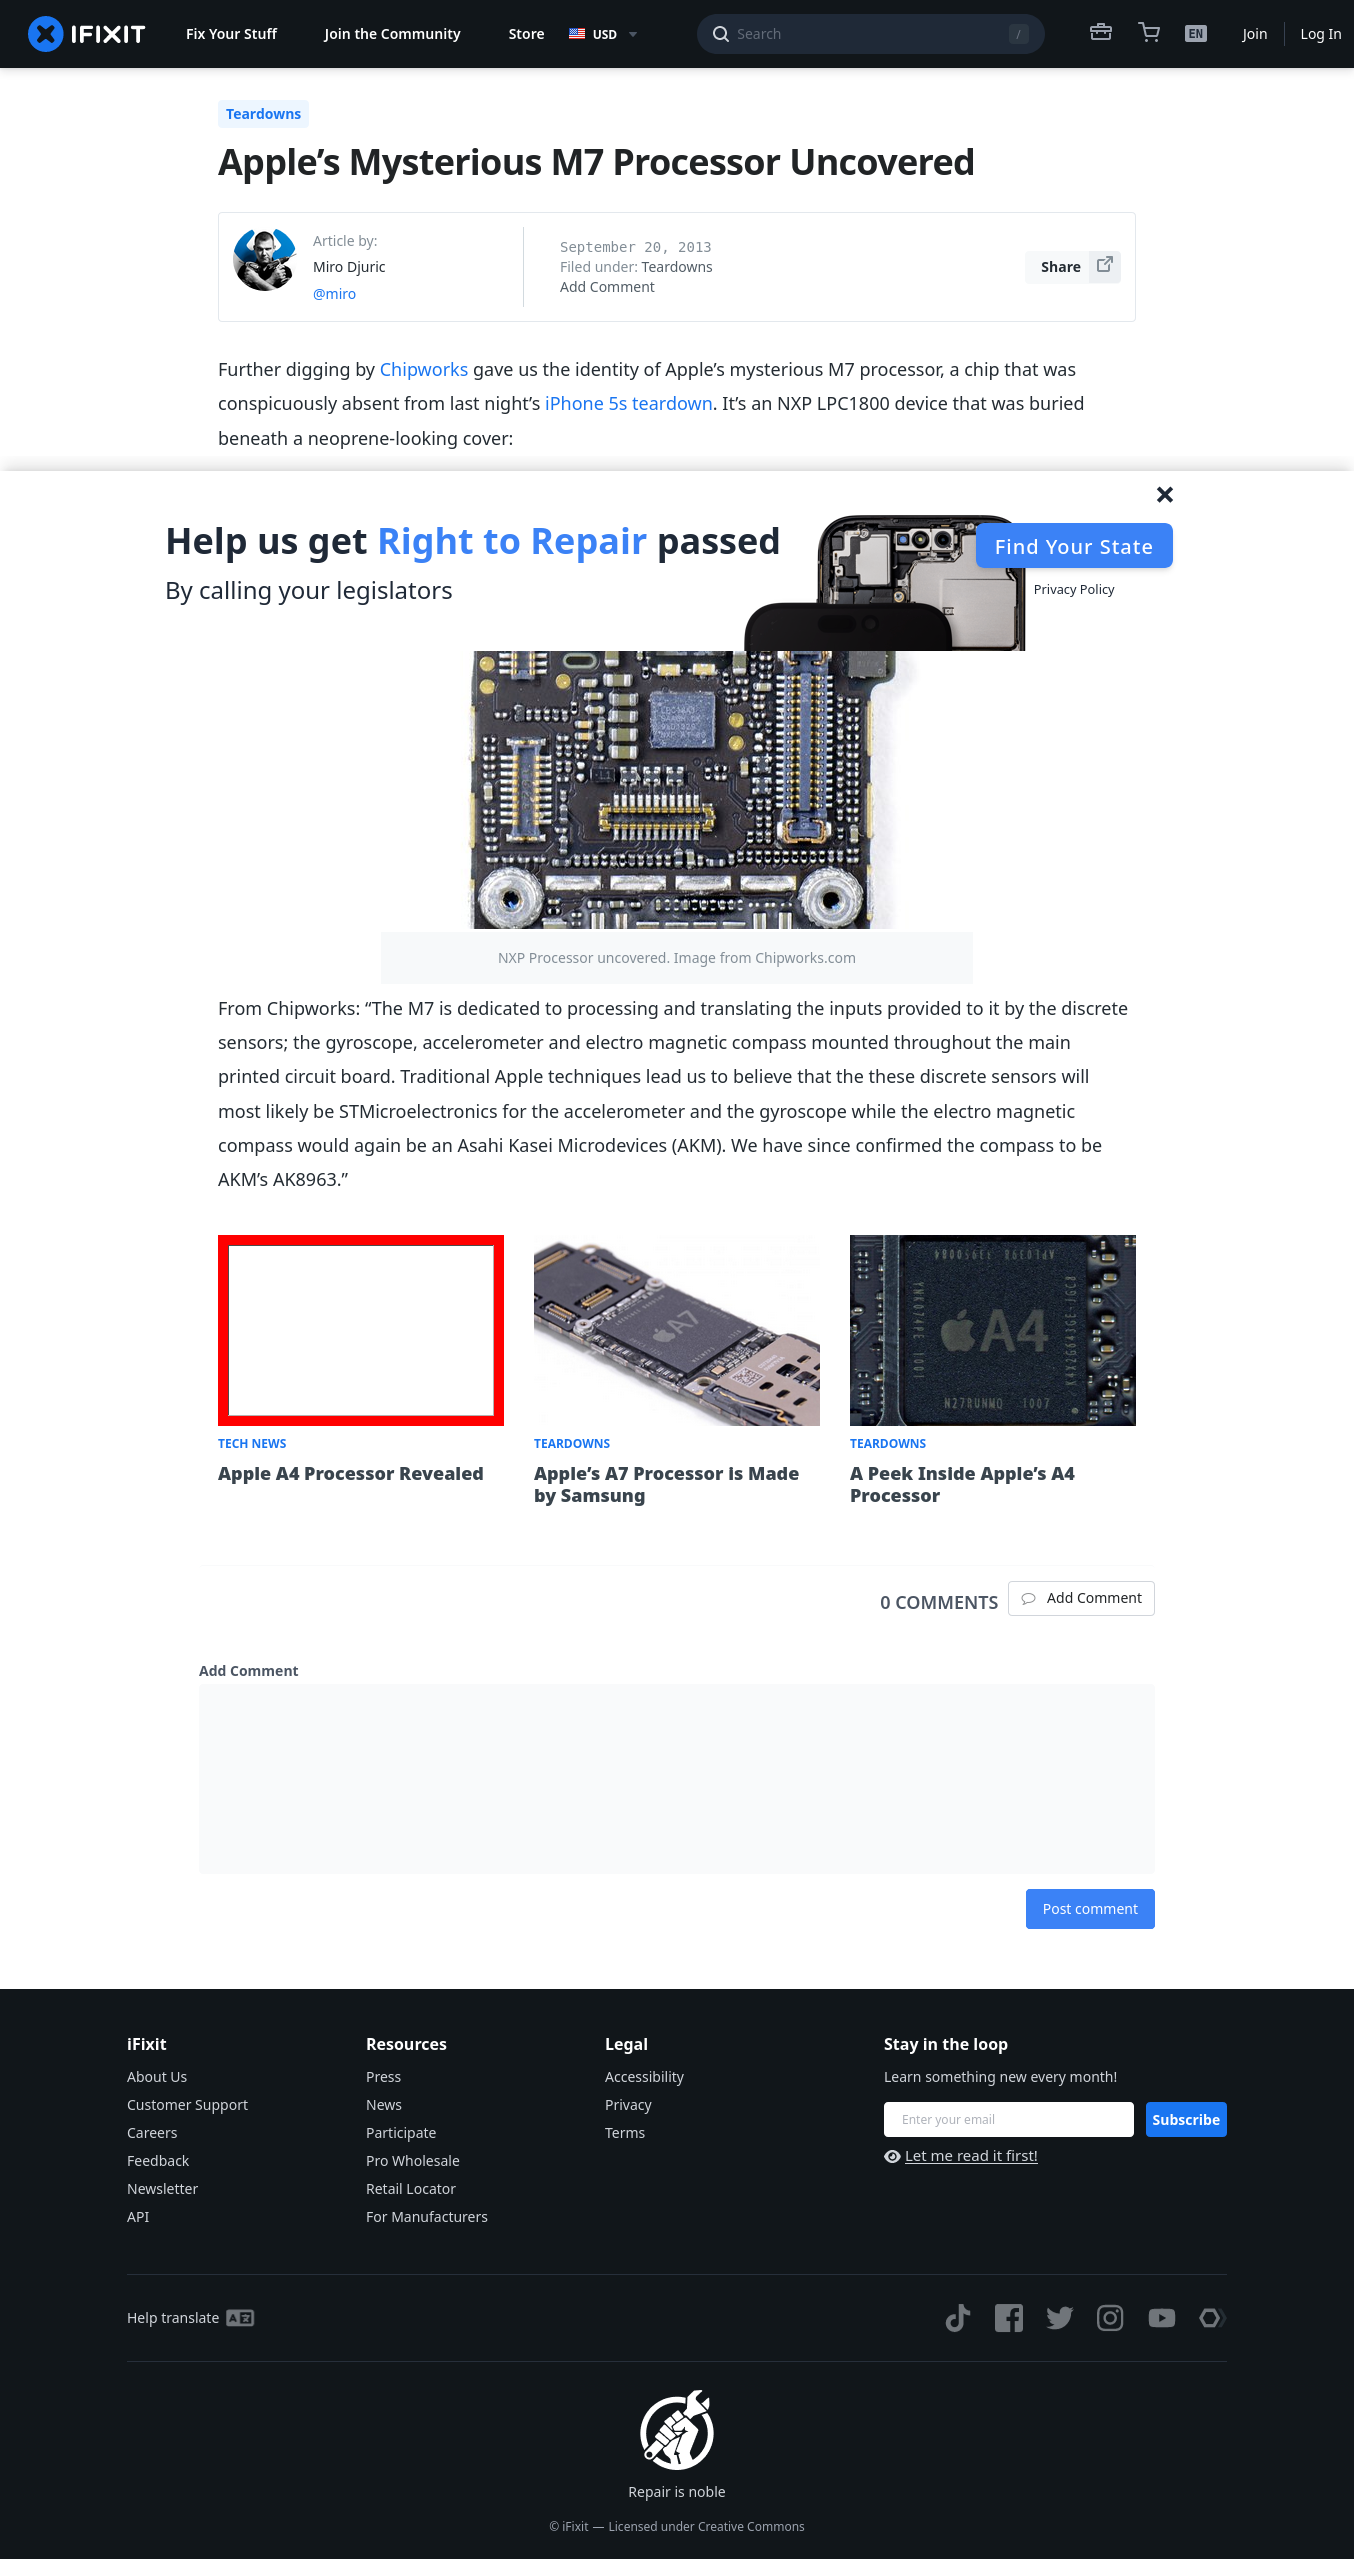 IFIXIT
Fix Your Stuff
Join the Community
Store
USD
Search
/
EN
Join
Log In
Teardowns
Apple’s Mysterious M7 Processor Uncovered
Article by:
Miro Djuric
@miro
September 20, 2013
Filed under: Teardowns
Add Comment
Share
Further digging by Chipworks gave us the identity of Apple’s mysterious M7 processor, a chip that was
conspicuously absent from last night’s iPhone 5s teardown. It’s an NXP LPC1800 device that was buried
beneath a neoprene-looking cover:
Help us get Right to Repair passed
By calling your legislators
Find Your State
Privacy Policy
NXP Processor uncovered. Image from Chipworks.com
From Chipworks: “The M7 is dedicated to processing and translating the inputs provided to it by the discrete
sensors; the gyroscope, accelerometer and electro magnetic compass mounted throughout the main
printed circuit board. Traditional Apple techniques lead us to believe that the these discrete sensors will
most likely be STMicroelectronics for the accelerometer and the gyroscope while the electro magnetic
compass would again be an Asahi Kasei Microdevices (AKM). We have since confirmed the compass to be
AKM’s AK8963.”
A7
A4
N27RUNMQ 1007
TECH NEWS
Apple A4 Processor Revealed
TEARDOWNS
Apple’s A7 Processor is Made
by Samsung
TEARDOWNS
A Peek Inside Apple’s A4
Processor
0 COMMENTS
Add Comment
Add Comment
Post comment
iFixit
About Us
Customer Support
Careers
Feedback
Newsletter
API
Resources
Press
News
Participate
Pro Wholesale
Retail Locator
For Manufacturers
Legal
Accessibility
Privacy
Terms
Stay in the loop
Learn something new every month!
Enter your email
Subscribe
Let me read it first!
Help translate
Repair is noble
© iFixit — Licensed under Creative Commons